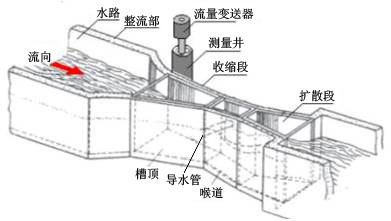 水路
整流部
流量变送器
测量井
收缩段
流向
扩散段
槽顶
导水管
喉道